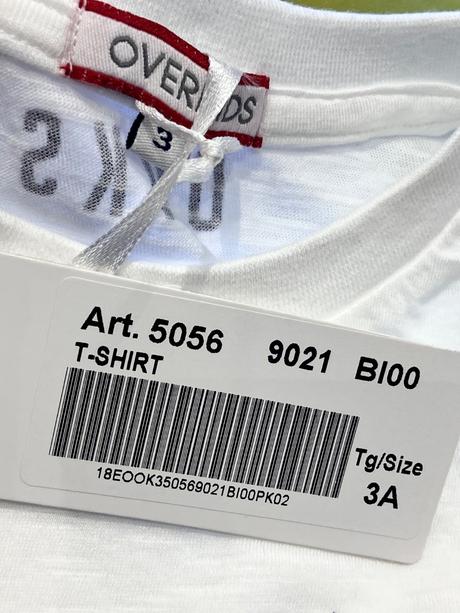 3
Art. 5056 9021 BI00
T-SHIRT
Tg/Size
3A
18EOOK350569021BI00PK02